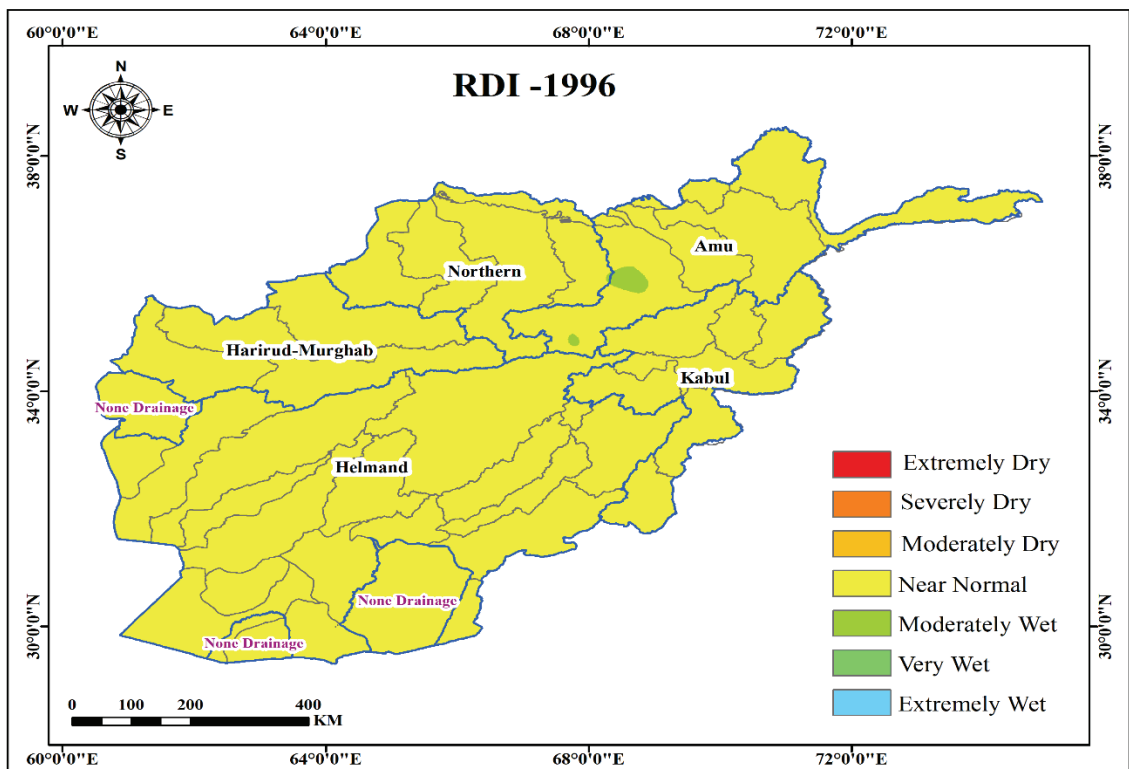 60°0'0"E 64°0'0"E 68°0'0"E 72°0'0"E
RDI -1996
N
W E
S
38°0'0"N 38°0'0"N
Amu
Northern
Harirud-Murghab
Kabul
34°0'0"N 34°0'0"N
None Drainage
Helmand
Extremely Dry
Severely Dry
Moderately Dry
Near Normal
None Drainage
Moderately Wet
30°0'0"N 30°0'0"N
None Drainage
Very Wet
Extremely Wet
0 100 200 400
KM
60°0'0"E 64°0'0"E 68°0'0"E 72°0'0"E